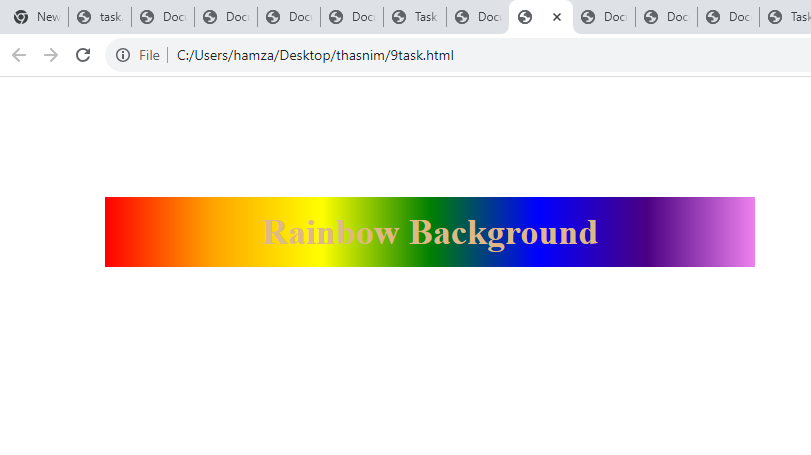 New task. Doc Doc Doc Doc Task Doc Doc Doc Doc Task
File C:/Users/hamza/Desktop/thasnim/9task.html
Rainbow Background